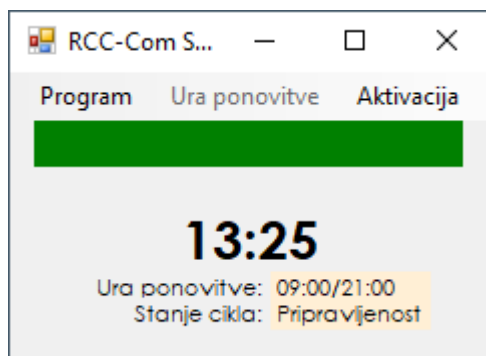 RCC-Com S...
Program Ura ponovitve Aktivacija
13:25
Ura ponovitve: 09:00/21:00
Stanje cikla: Pripravljenost